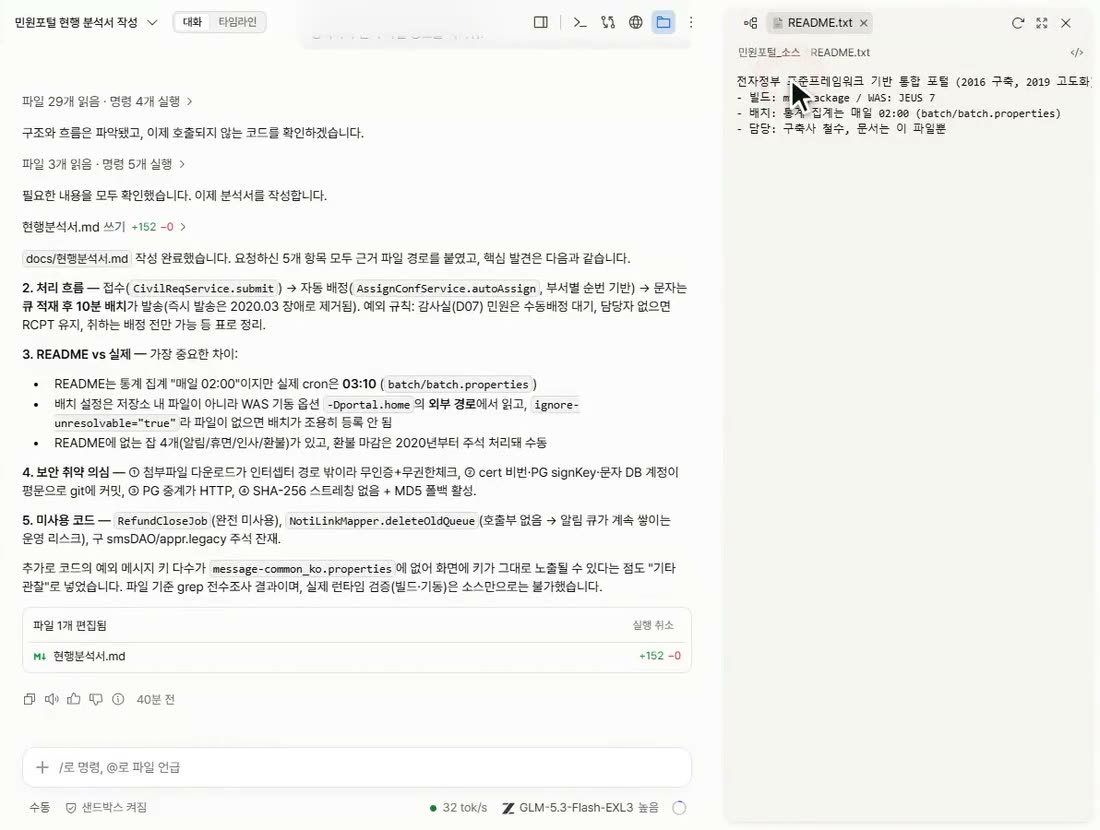 민원포털 현행 분석서 작성
대화 타임라인
파일 29개 읽음 · 명령 4개 실행 >
구조와 흐름은 파악됐고, 이제 호출되지 않는 코드를 확인하겠습니다.
파일 3개 읽음 · 명령 5개 실행 >
필요한 내용을 모두 확인했습니다. 이제 분석서를 작성합니다.
현행분석서.md 쓰기 +152 -0 >
docs/현행분석서.md 작성 완료했습니다. 요청하신 5개 항목 모두 근거 파일 경로를 붙였고, 핵심 발견은 다음과 같습니다.
2. 처리 흐름 — 접수(CivilReqService.submit) → 자동 배정(AssignConfService.autoAssign, 부서별 순번 기반) → 문자는
큐 적재 후 10분 배치가 발송(즉시 발송은 2020.03 장애로 제거됨). 예외 규칙: 감사실(D07) 민원은 수동배정 대기, 담당자 없으면
RCPT 유지, 취하는 배정 전만 가능 등 표로 정리.
3. README vs 실제 — 가장 중요한 차이:
• README는 통계 집계 "매일 02:00"이지만 실제 cron은 03:10 (batch/batch.properties)
• 배치 설정은 저장소 내 파일이 아니라 WAS 기동 옵션 -Dportal.home의 외부 경로에서 읽고, ignore-
unresolvable="true"라 파일이 없으면 배치가 조용히 등록 안 됨
• README에 없는 잡 4개(알림/휴면/인사/환불)가 있고, 환불 마감은 2020년부터 주석 처리돼 수동
4. 보안 취약 의심 — ① 첨부파일 다운로드가 인터셉터 경로 밖이라 무인증+무권한체크, ② cert 비번·PG signKey·문자 DB 계정이
평문으로 git에 커밋, ③ PG 중계가 HTTP, ④ SHA-256 스트레칭 없음 + MD5 폴백 활성.
5. 미사용 코드 — RefundCloseJob(완전 미사용), NotiLinkMapper.deleteOldQueue(호출부 없음 → 알림 큐가 계속 쌓이는
운영 리스크), 구 smsDAO/appr.legacy 주석 잔재.
추가로 코드의 예외 메시지 키 다수가 message-common_ko.properties에 없어 화면에 키가 그대로 노출될 수 있다는 점도 "기타
관찰"로 넣었습니다. 파일 기준 grep 전수조사 결과이며, 실제 런타임 검증(빌드·기동)은 소스만으로는 불가했습니다.
파일 1개 편집됨 실행 취소
M↓ 현행분석서.md +152 -0
40분 전
/로 명령, @로 파일 언급
수동 샌드박스 켜짐 32 tok/s GLM-5.3-Flash-EXL3 높음
README.txt
민원포털_소스 README.txt
전자정부 표준프레임워크 기반 통합 포털 (2016 구축, 2019 고도화
- 빌드: package / WAS: JEUS 7
- 배치: 통계 집계는 매일 02:00 (batch/batch.properties)
- 담당: 구축사 철수, 문서는 이 파일뿐